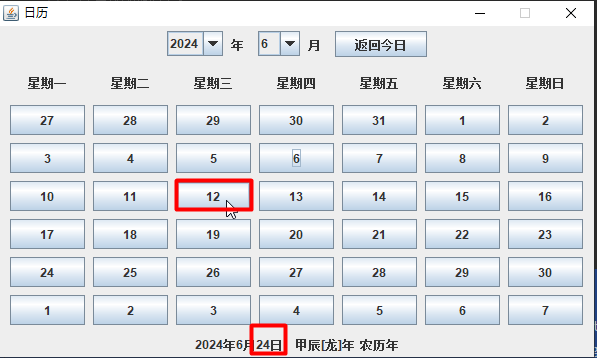 日历
2024 年 6 月 返回今日
星期一 星期二 星期三 星期四 星期五 星期六 星期日
27 28 29 30 31 1 2
3 4 5 6 7 8 9
10 11 12 13 14 15 16
17 18 19 20 21 22 23
24 25 26 27 28 29 30
1 2 3 4 5 6 7
2024年6月24日 甲辰[龙]年 农历年